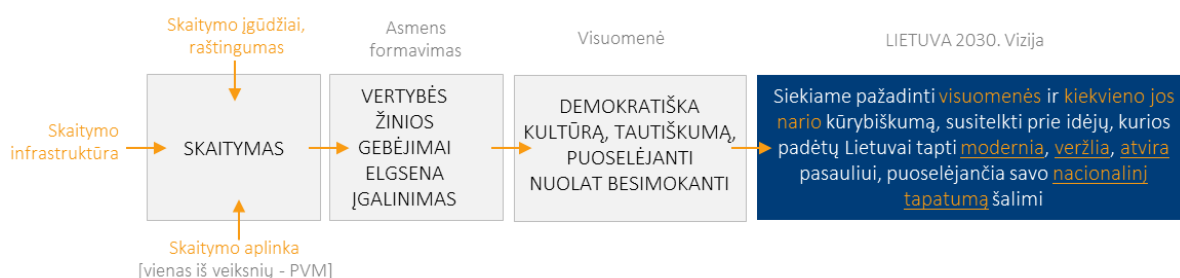 Skaitymo įgūdžiai,
raštingumas
Asmens
formavimas
Visuomenė
LIETUVA 2030. Vizija
Skaitymo
infrastruktūra
SKAITYMAS
VERTYBĖS
ŽINIOS
GEBĖJIMAI
ELGSENA
ĮGALINIMAS
DEMOKRATIŠKA
KULTŪRĄ, TAUTIŠKUMĄ,
PUOSELĖJANTI
NUOLAT BESIMOKANTI
Siekiame pažadinti visuomenės ir kiekvieno jos
nario kūrybiškumą, susitelkti prie idėjų, kurios
padėtų Lietuvai tapti modernia, veržlia, atvira
pasauliui, puoselėjančia savo nacionalinį
tapatumą šalimi
Skaitymo aplinka
[vienas iš veiksnių - PVM]